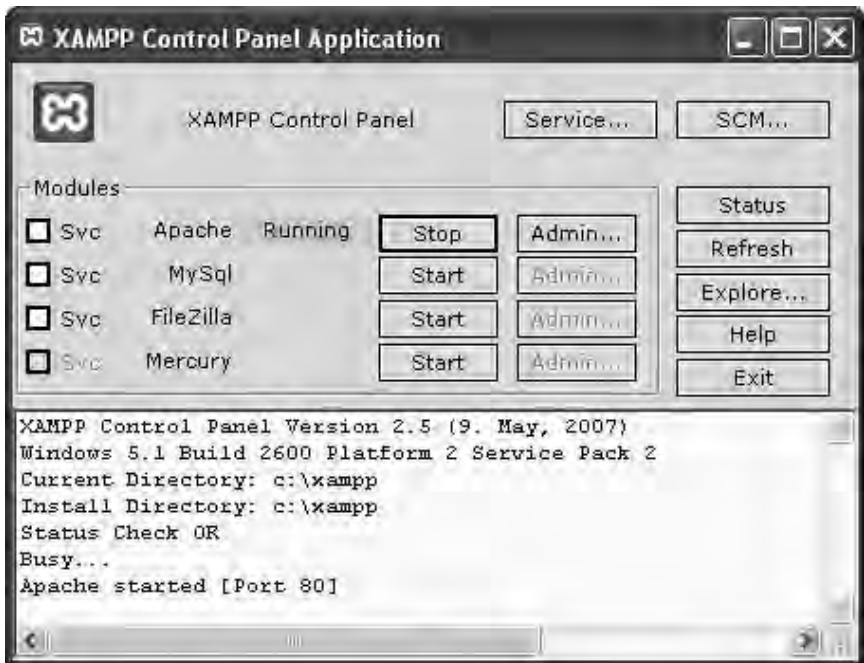 XAMPP Control Panel Application
XAMPP Control Panel Service... SCM...
Modules
Svc Apache Running Stop Admin...
Svc MySql Start Admin...
Svc FileZilla Start Admin...
Svc Mercury Start Admin...
Status
Refresh
Explore...
Help
Exit
XAMPP Control Panel Version 2.5 (9. May, 2007)
Windows 5.1 Build 2600 Platform 2 Service Pack 2
Current Directory: c:\xampp
Install Directory: c:\xampp
Status Check OK
Busy...
Apache started [Port 80]